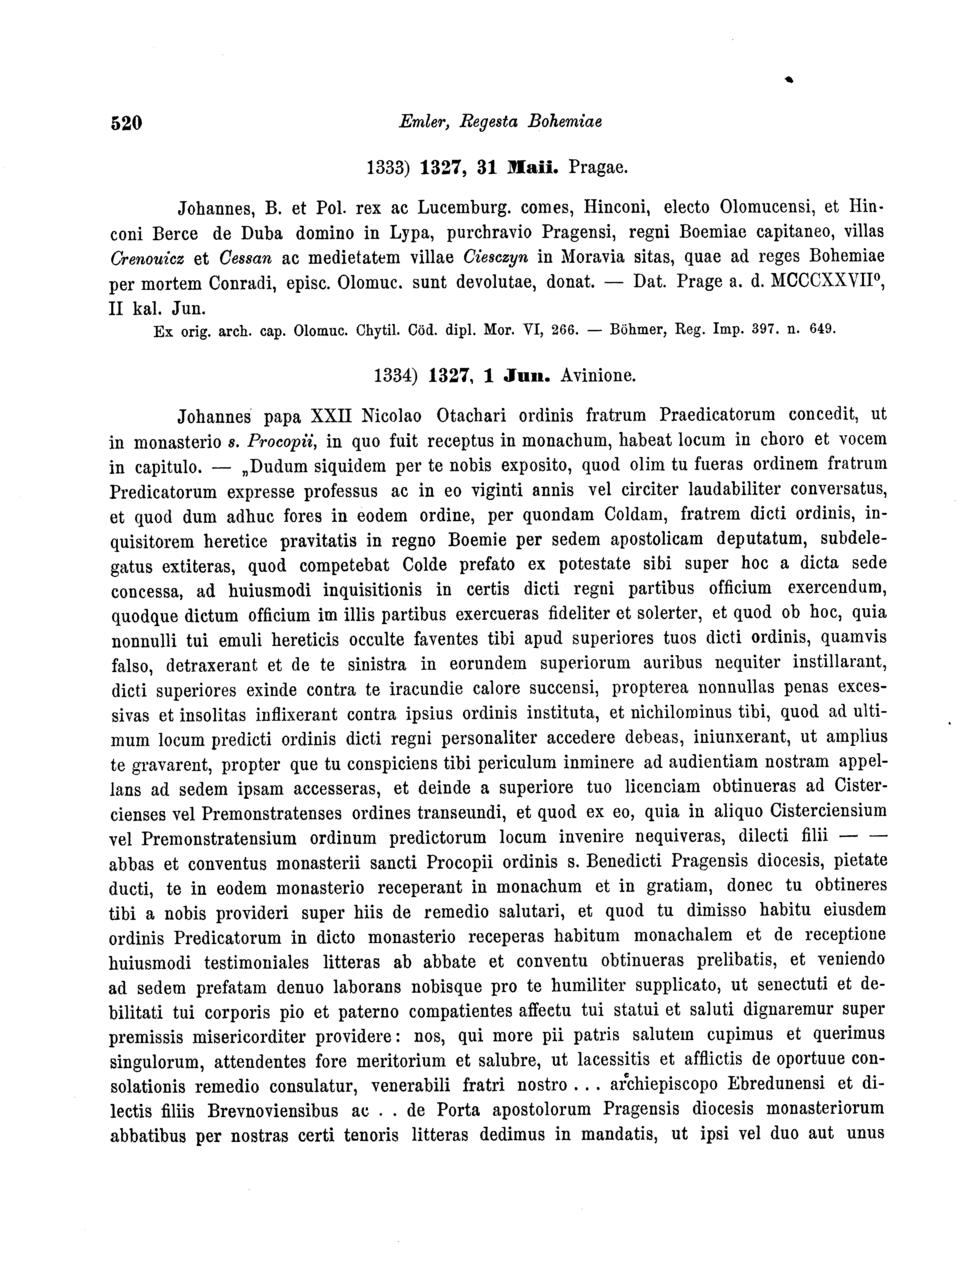 520 Emler, Regesta Bohemiae
1333) 1327, 31 Maii. Pragae.
Johannes, B. et Pol. rex ac Lucemburg. comes, Hinconi, electo Olomucensi, et Hin-
coni Berce de Duba domino in Lypa, purchravio Pragensi, regni Boemiae capitaneo, villas
Crenouicz et Cessan ac medietatem villae Ciesczyn in Moravia sitas, quae ad reges Bohemiae
per mortem Conradi, episc. Olomuc. sunt devolutae, donat. — Dat. Prage a. d. MCCCXXVII⁰,
II kal. Jun.
Ex orig. arch. cap. Olomuc. Chytil. Cöd. dipl. Mor. VI, 266. — Böhmer, Reg. Imp. 397. n. 649.
1334) 1327, 1 Jun. Avinione.
Johannes papa XXII Nicolao Otachari ordinis fratrum Praedicatorum concedit, ut
in monasterio s. Procopii, in quo fuit receptus in monachum, habeat locum in choro et vocem
in capitulo. — „Dudum siquidem per te nobis exposito, quod olim tu fueras ordinem fratrum
Predicatorum expresse professus ac in eo viginti annis vel circiter laudabiliter conversatus,
et quod dum adhuc fores in eodem ordine, per quondam Coldam, fratrem dicti ordinis, in-
quisitorem heretice pravitatis in regno Boemie per sedem apostolicam deputatum, subdele-
gatus extiteras, quod competebat Colde prefato ex potestate sibi super hoc a dicta sede
concessa, ad huiusmodi inquisitionis in certis dicti regni partibus officium exercendum,
quodque dictum officium im illis partibus exercueras fideliter et solerter, et quod ob hoc, quia
nonnulli tui emuli hereticis occulte faventes tibi apud superiores tuos dicti ordinis, quamvis
falso, detraxerant et de te sinistra in eorundem superiorum auribus nequiter instillarant,
dicti superiores exinde contra te iracundie calore succensi, propterea nonnullas penas exces-
sivas et insolitas inflixerant contra ipsius ordinis instituta, et nichilominus tibi, quod ad ulti-
mum locum predicti ordinis dicti regni personaliter accedere debeas, iniunxerant, ut amplius
te gravarent, propter que tu conspiciens tibi periculum inminere ad audientiam nostram appel-
lans ad sedem ipsam accesseras, et deinde a superiore tuo licenciam obtinueras ad Cister-
cienses vel Premonstratenses ordines transeundi, et quod ex eo, quia in aliquo Cisterciensium
vel Premonstratensium ordinum predictorum locum invenire nequiveras, dilecti filii — —
abbas et conventus monasterii sancti Procopii ordinis s. Benedicti Pragensis diocesis, pietate
ducti, te in eodem monasterio receperant in monachum et in gratiam, donec tu obtineres
tibi a nobis provideri super hiis de remedio salutari, et quod tu dimisso habitu eiusdem
ordinis Predicatorum in dicto monasterio receperas habitum monachalem et de receptione
huiusmodi testimoniales litteras ab abbate et conventu obtinueras prelibatis, et veniendo
ad sedem prefatam denuo laborans nobisque pro te humiliter supplicato, ut senectuti et de-
bilitati tui corporis pio et paterno compatientes affectu tui statui et saluti dignaremur super
premissis misericorditer providere: nos, qui more pii patris salutem cupimus et querimus
singulorum, attendentes fore meritorium et salubre, ut lacessitis et afflictis de oportuue con-
solationis remedio consulatur, venerabili fratri nostro . . . archiepiscopo Ebredunensi et di-
lectis filiis Brevnoviensibus ac . . de Porta apostolorum Pragensis diocesis monasteriorum
abbatibus per nostras certi tenoris litteras dedimus in mandatis, ut ipsi vel duo aut unus